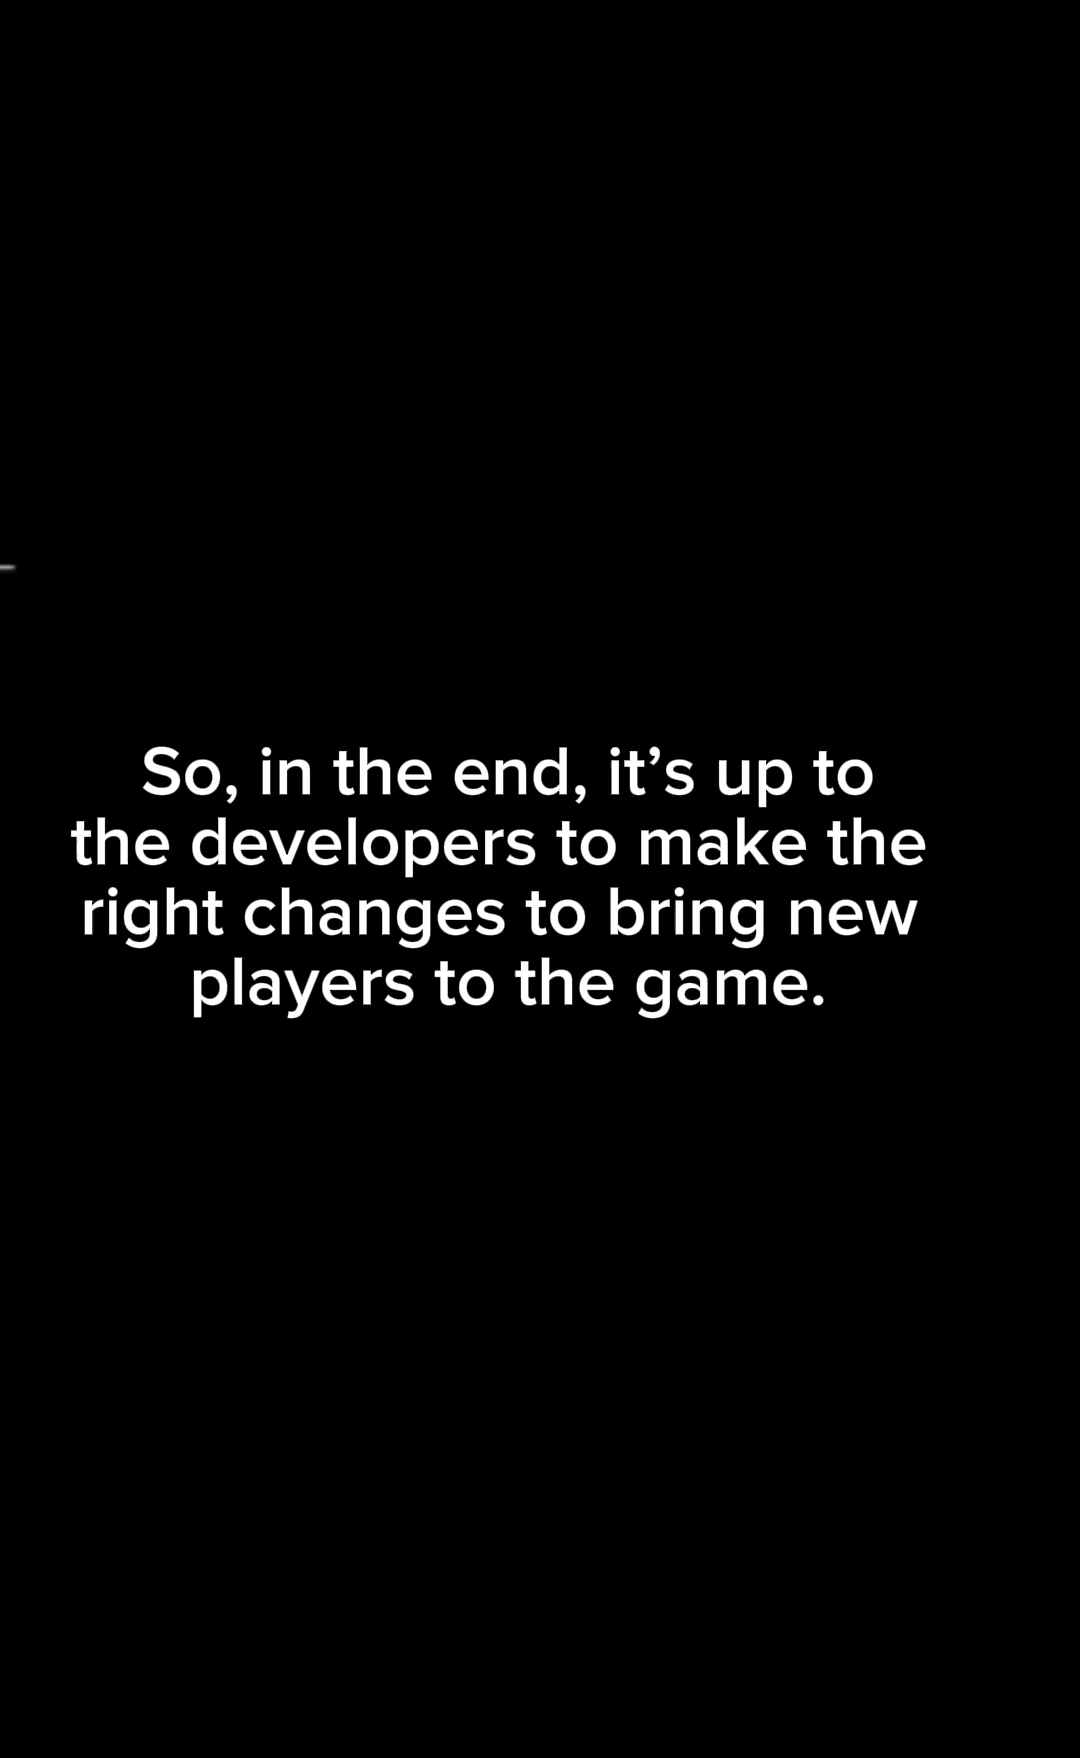 So, in the end, it’s up to
the developers to make the
right changes to bring new
players to the game.